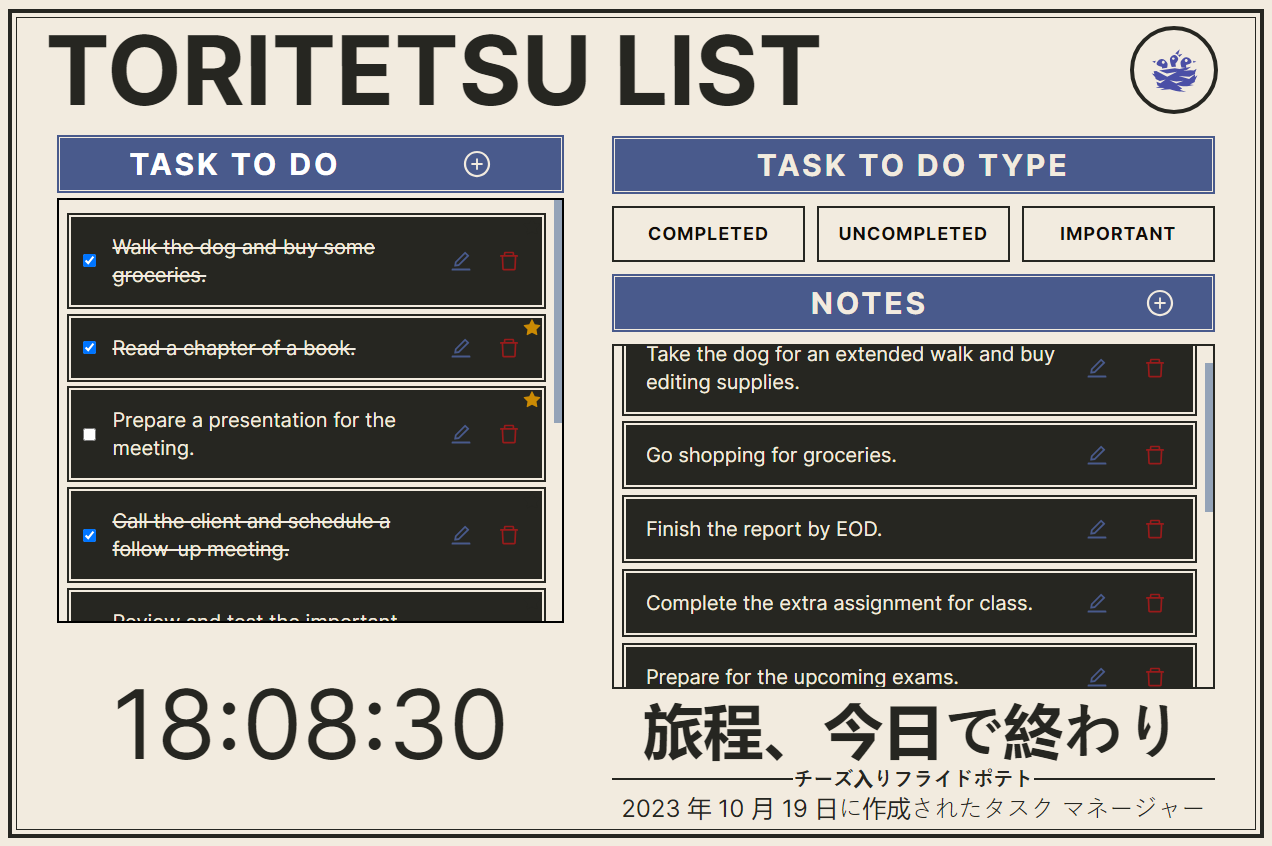 TORITETSU LIST
TASK TO DO
Walk the dog and buy some
groceries.
Read a chapter of a book.
Prepare a presentation for the
meeting.
Call the client and schedule a
follow-up meeting.
Review and test the important
18:08:30
TASK TO DO TYPE
COMPLETED
UNCOMPLETED
IMPORTANT
NOTES
Take the dog for an extended walk and buy
editing supplies.
Go shopping for groceries.
Finish the report by EOD.
Complete the extra assignment for class.
Prepare for the upcoming exams.
旅程、今日で終わり
チーズ入りフライドポテト
2023 年 10 月 19 日に作成されたタスク マネージャー